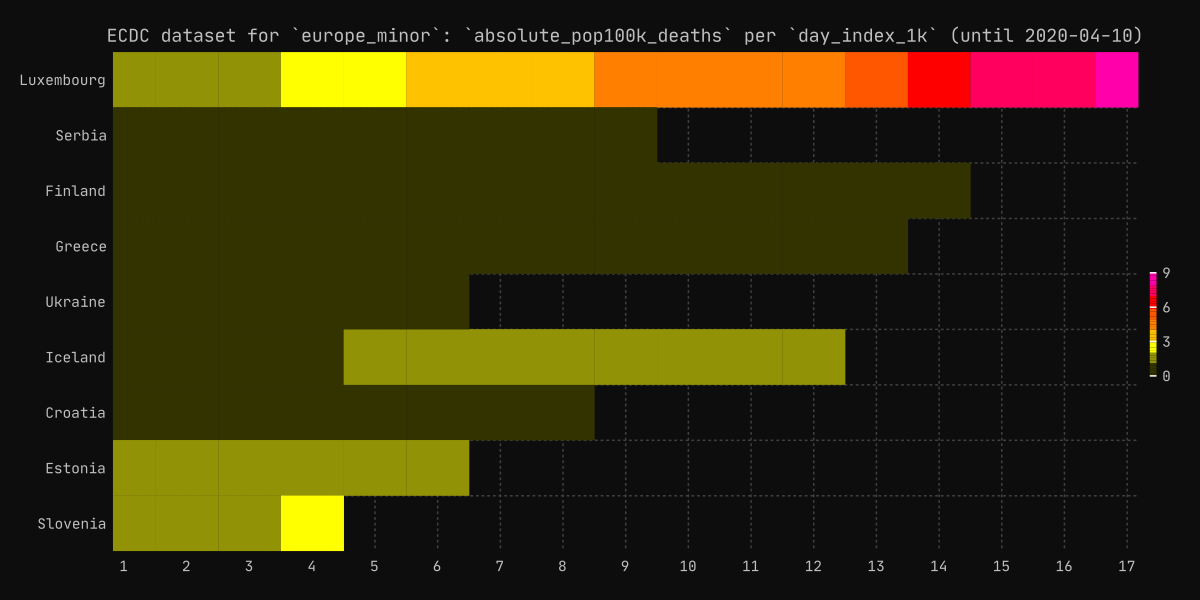 ECDC dataset for `europe_minor`: `absolute_pop100k_deaths` per `day_index_1k` (until 2020-04-10)
Luxembourg
Serbia
Finland
Greece
Ukraine
Iceland
Croatia
Estonia
Slovenia
9
6
3
0
1 2 3 4 5 6 7 8 9 10 11 12 13 14 15 16 17